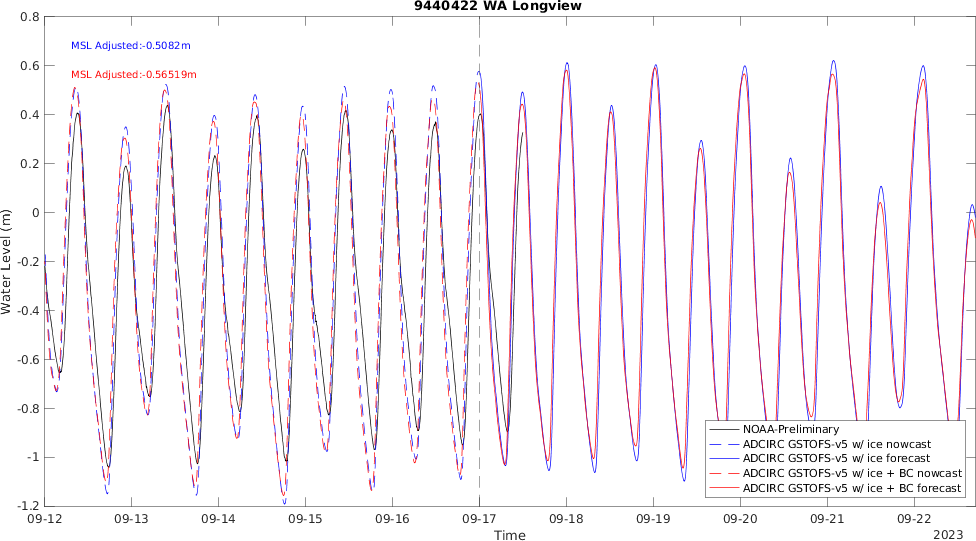 9440422 WA Longview
MSL Adjusted:-0.5082m
MSL Adjusted:-0.56519m
Water Level (m)
0.8
0.6
0.4
0.2
0
-0.2
-0.4
-0.6
-0.8
-1
-1.2
NOAA-Preliminary
ADCIRC GSTOFS-v5 w/ ice nowcast
ADCIRC GSTOFS-v5 w/ ice forecast
ADCIRC GSTOFS-v5 w/ ice + BC nowcast
ADCIRC GSTOFS-v5 w/ ice + BC forecast
09-12 09-13 09-14 09-15 09-16 09-17 09-18 09-19 09-20 09-21 09-22
Time
2023